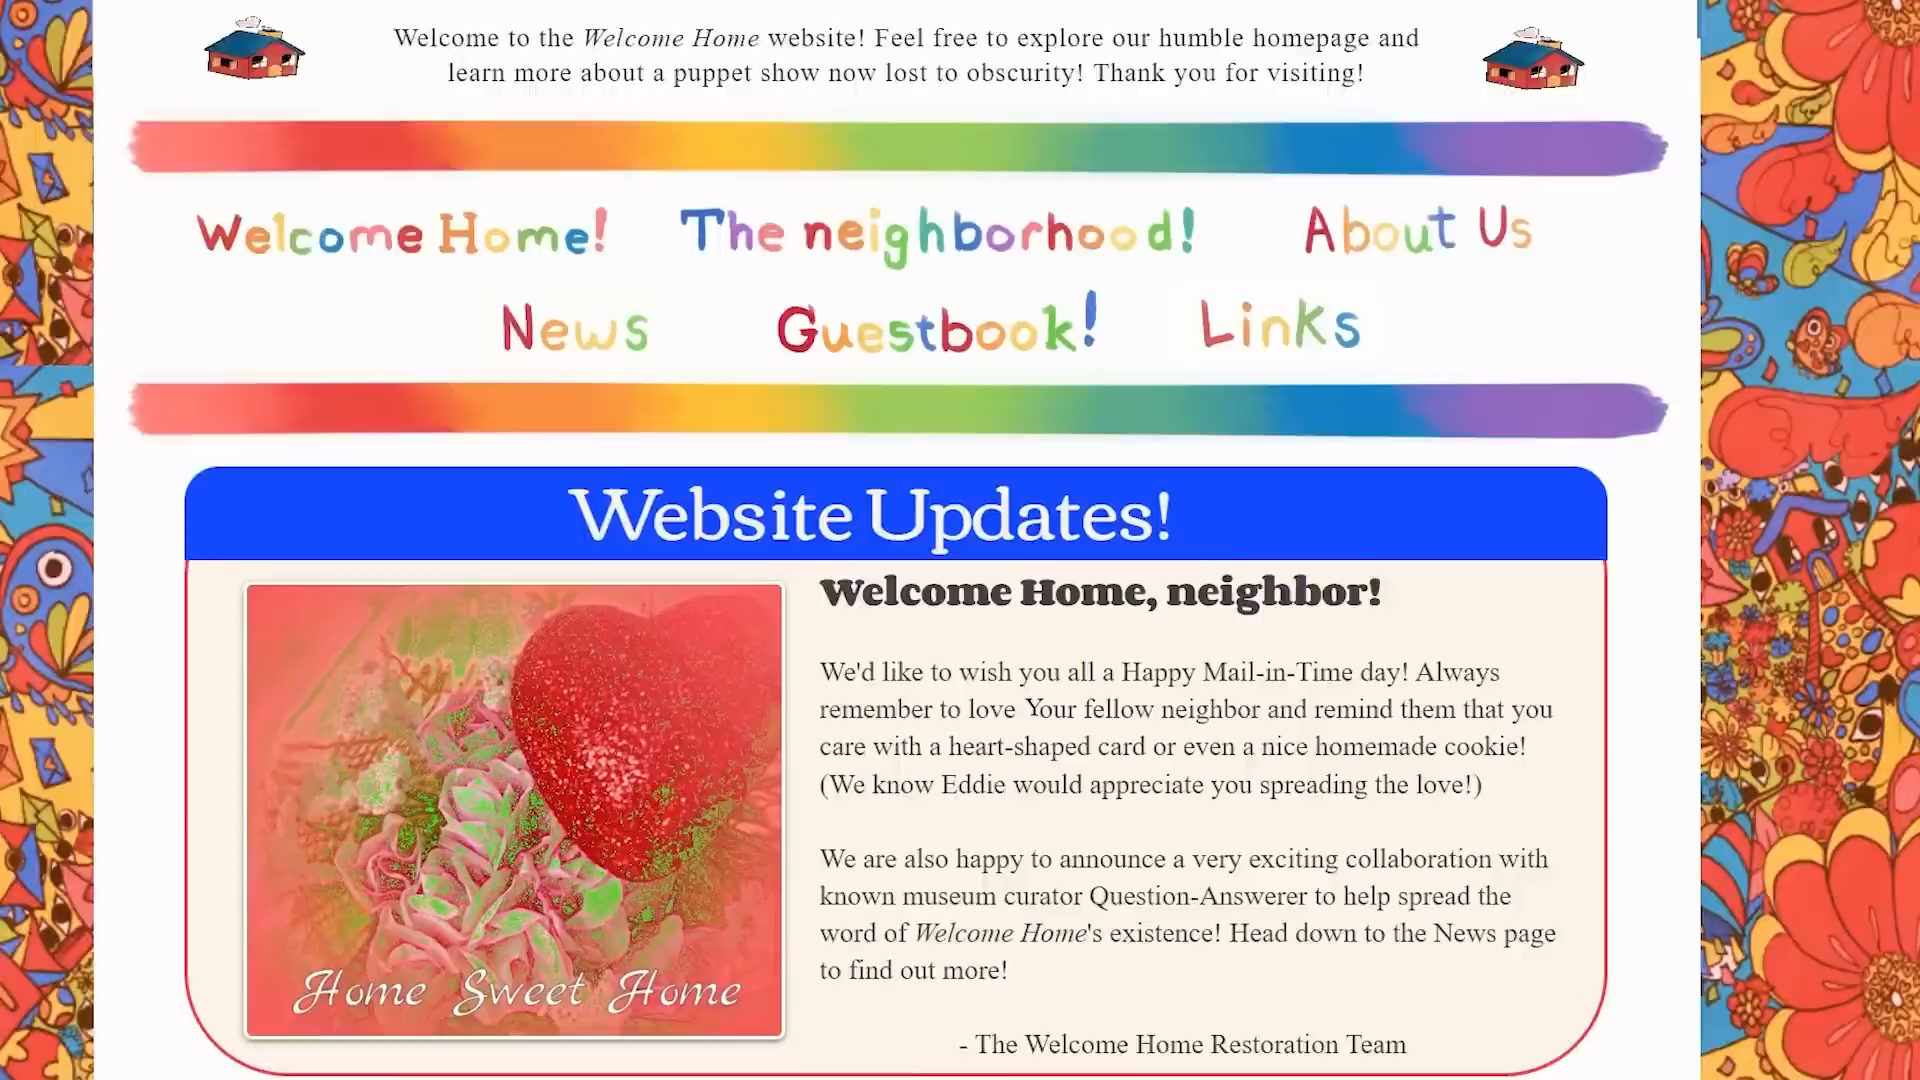 Welcome to the Welcome Home website! Feel free to explore our humble homepage and
learn more about a puppet show now lost to obscurity! Thank you for visiting!
Welcome Home! The neighborhood! About Us
News Guestbook! Links
Website Updates!
Welcome Home, neighbor!
We'd like to wish you all a Happy Mail-in-Time day! Always
remember to love Your fellow neighbor and remind them that you
care with a heart-shaped card or even a nice homemade cookie!
(We know Eddie would appreciate you spreading the love!)
We are also happy to announce a very exciting collaboration with
known museum curator Question-Answerer to help spread the
word of Welcome Home's existence! Head down to the News page
to find out more!
- The Welcome Home Restoration Team
Home Sweet Home